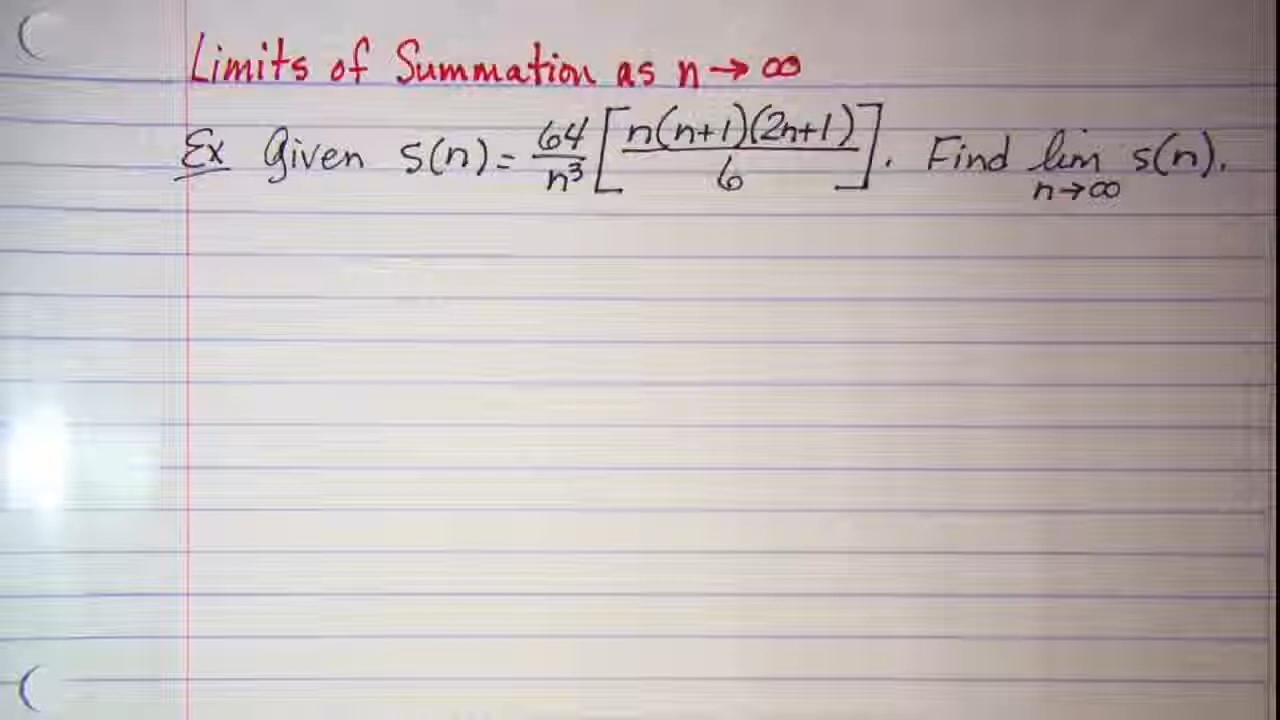 Limits of Summation as n→∞
Ex Given s(n) = 64/n³ [n(n+1)(2n+1)/6]. Find lim n→∞ s(n).